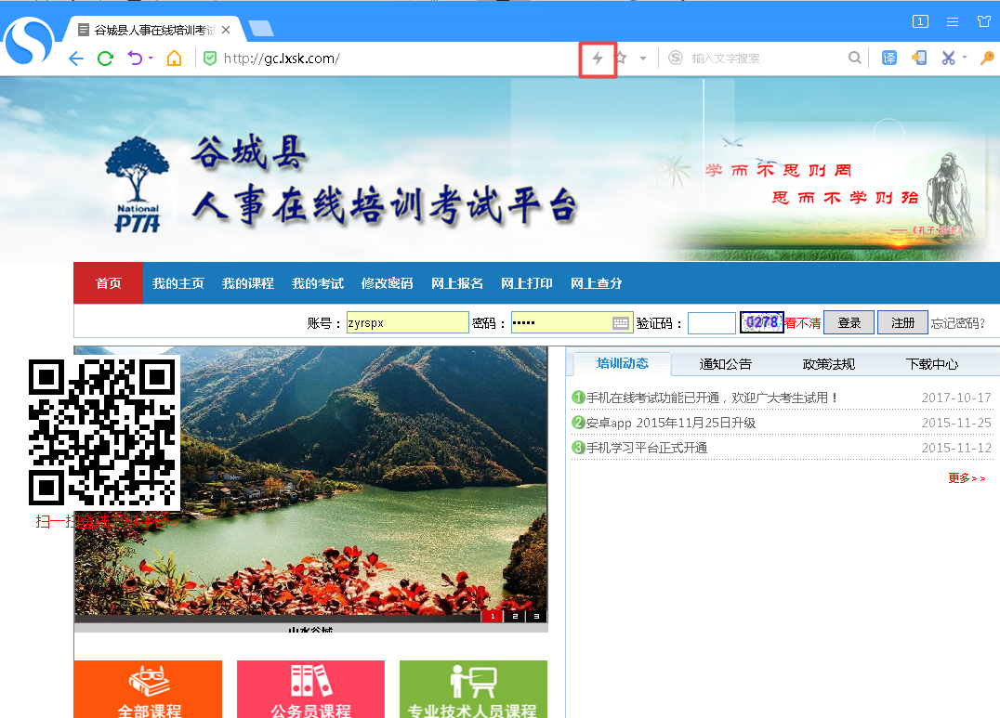 谷城县人事在线培训考试
1
http://gc.lxsk.com/
输入文字搜索
译
谷城县
人事在线培训考试平台
National
PTA
学而不思则罔
思而不学则殆
首页 我的主页 我的课程 我的考试 修改密码 网上报名 网上打印 网上查分
账号： zyrspx 密码： ••••• 验证码： 0278 看不清 登录 注册 忘记密码?
培训动态 通知公告 政策法规 下载中心
1 手机在线考试功能已开通，欢迎广大考生试用！ 2017-10-17
2 安卓app 2015年11月25日升级 2015-11-25
3 手机学习平台正式开通 2015-11-12
更多>>
扫一扫
1 2 3
山水谷城
全部课程 公务员课程 专业技术人员课程